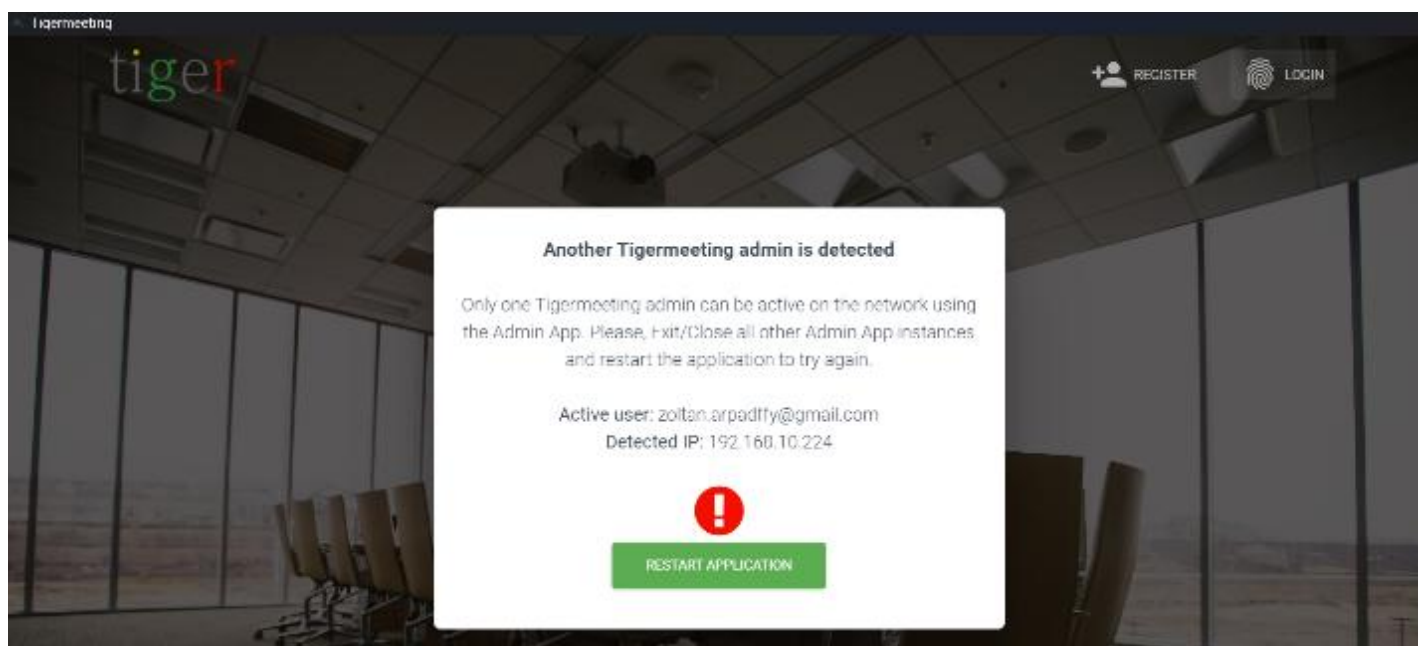 Tigermeeting
tiger
REGISTER
LOGIN
Another Tigermeeting admin is detected
Only one Tigermeeting admin can be active on the network using
the Admin App. Please, Exit/Close all other Admin App instances
and restart the application to try again.
Active user: zoltan.arpadffy@gmail.com
Detected IP: 192.168.10.224
RESTART APPLICATION